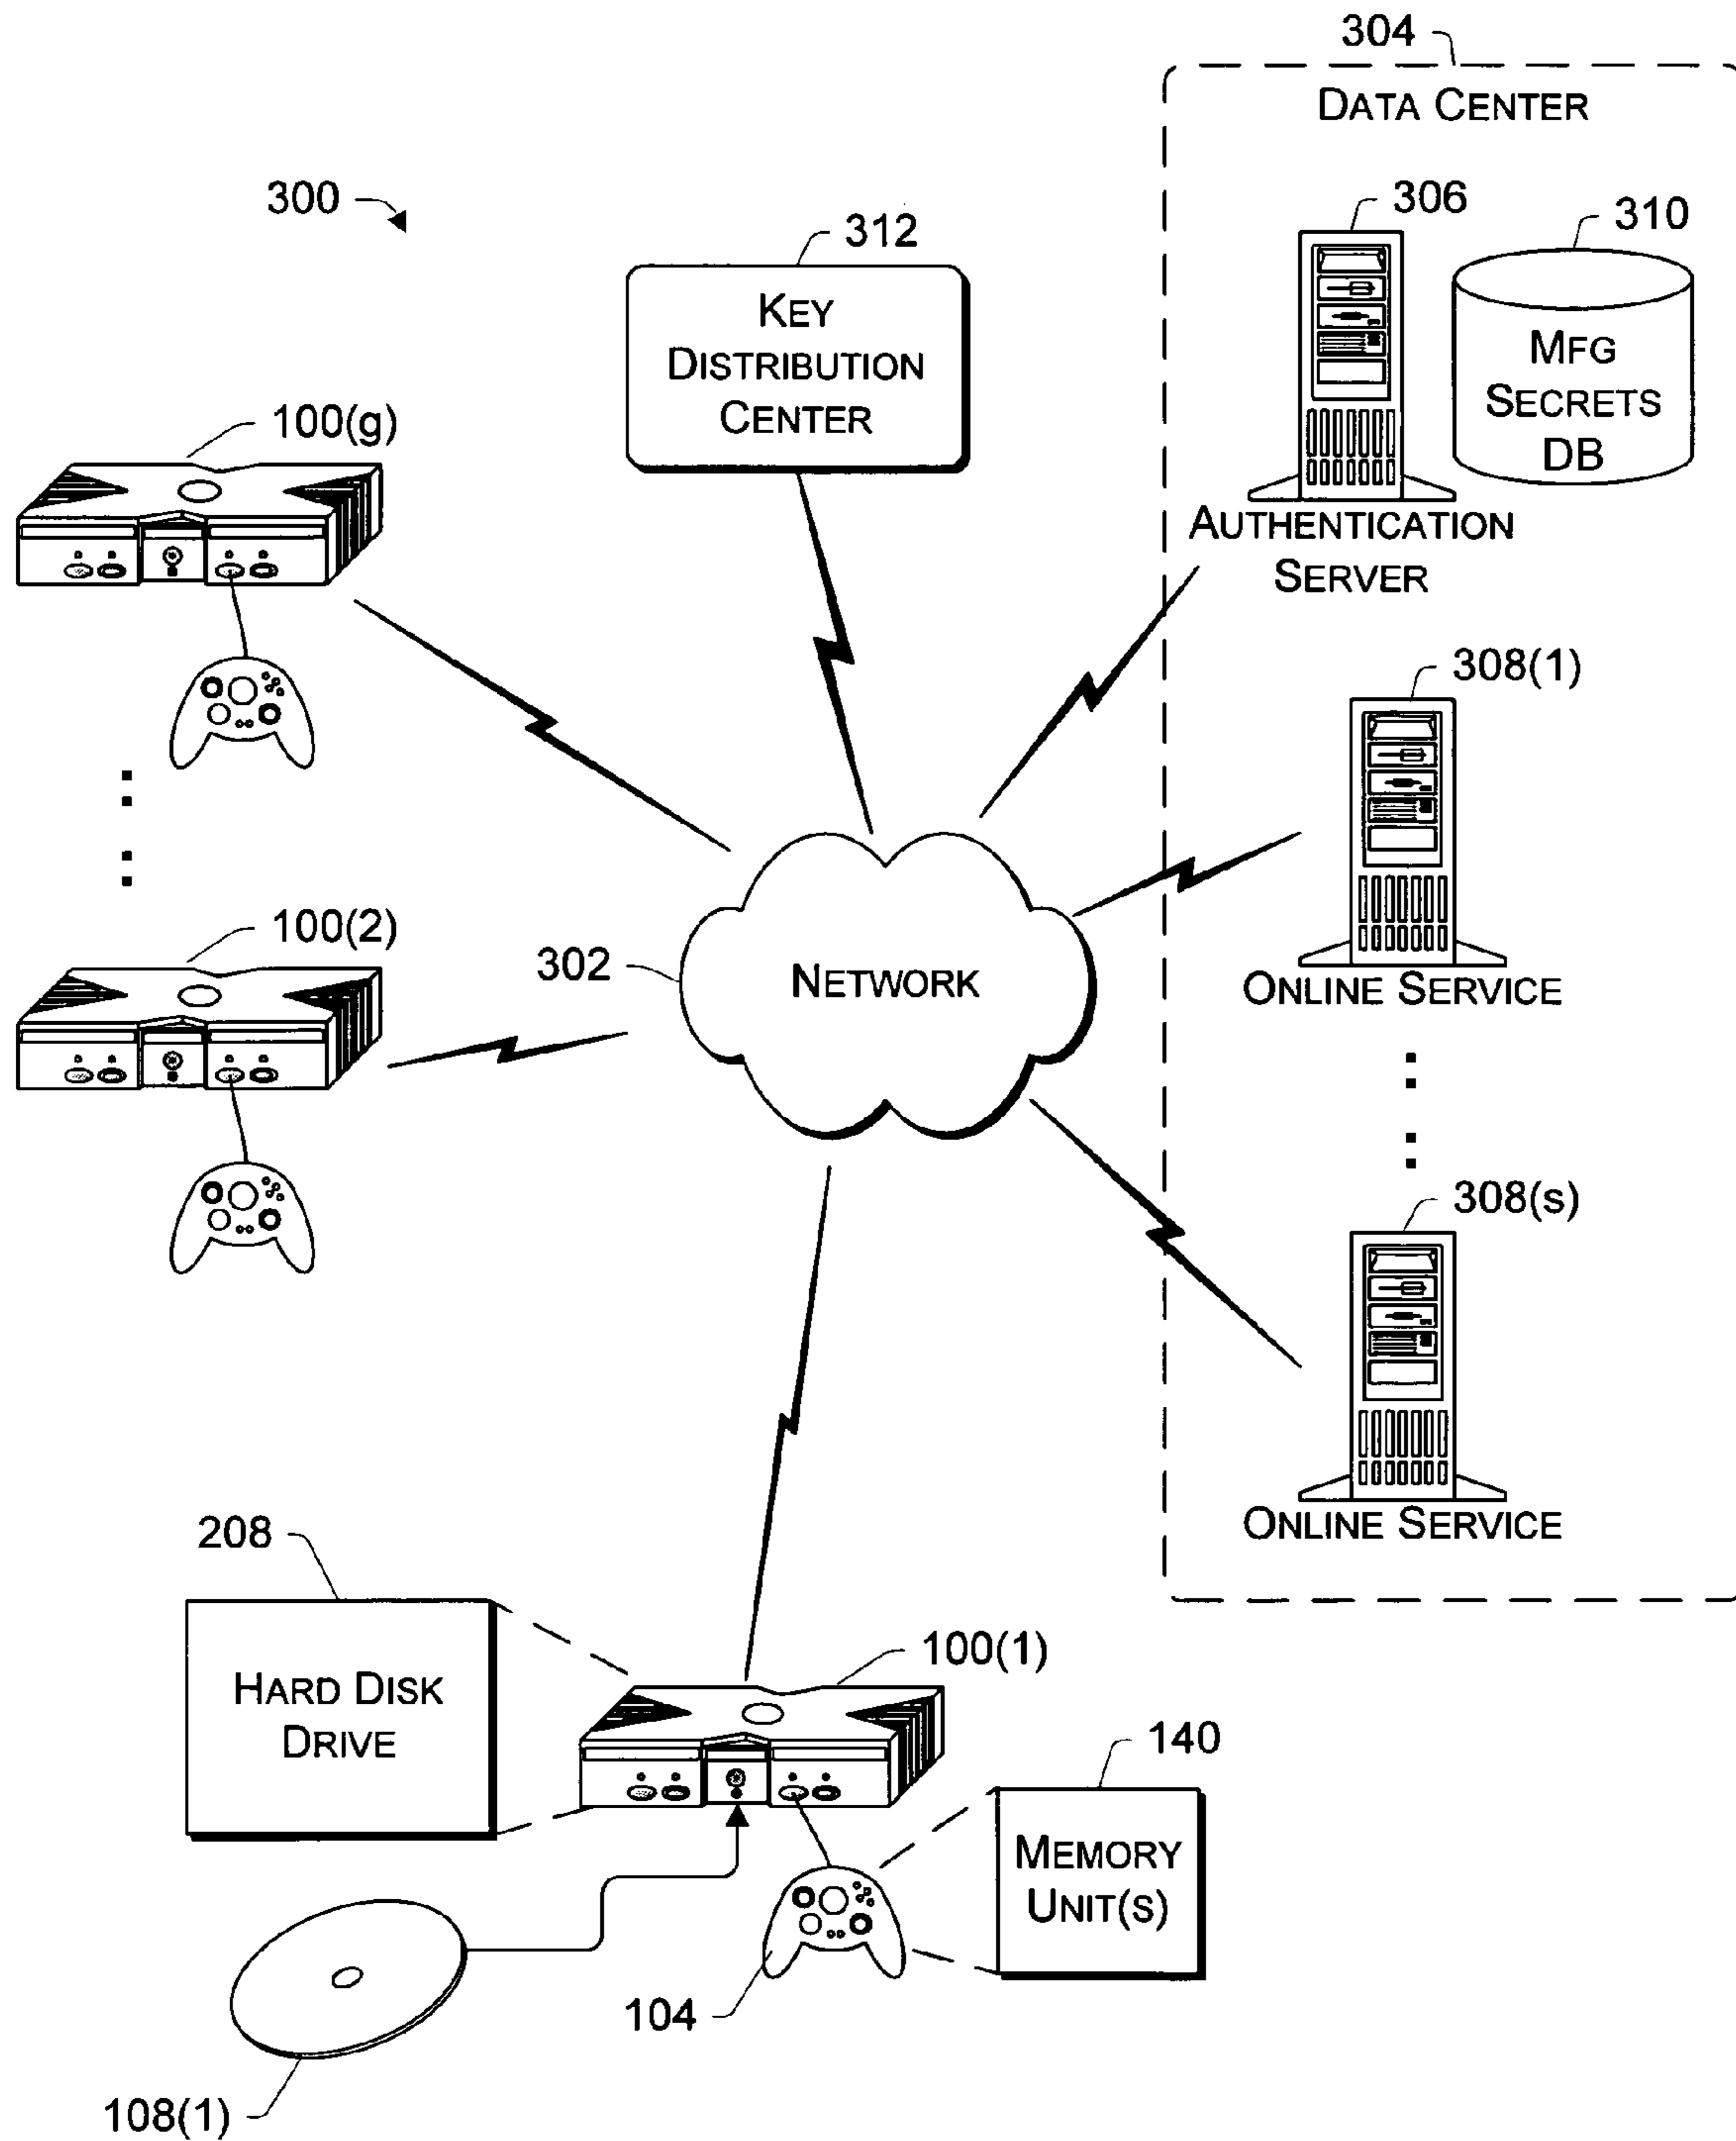 304
DATA CENTER
300
312
306
310
KEY
DISTRIBUTION
CENTER
MFG
SECRETS
DB
100(g)
AUTHENTICATION
SERVER
308(1)
100(2)
302
NETWORK
ONLINE SERVICE
308(s)
ONLINE SERVICE
208
HARD DISK
DRIVE
100(1)
140
MEMORY
UNIT(S)
104
108(1)